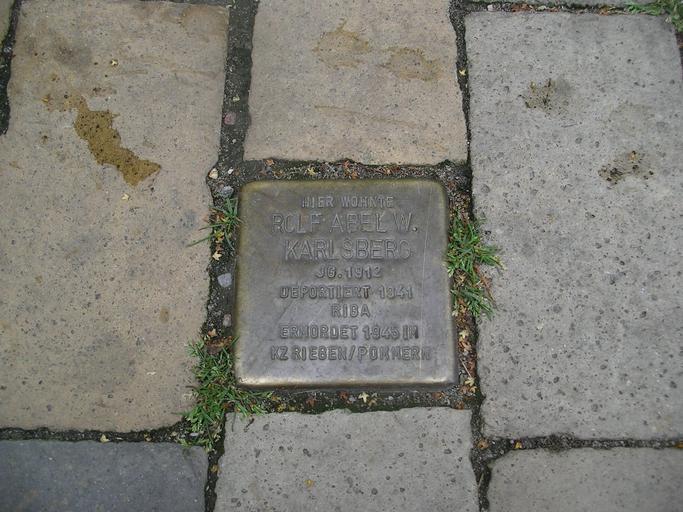 HIER WOHNTE
ROLF ABEL W.
KARLSBERG
JG. 1912
DEPORTIERT 1941
RIGA
ERMORDET 1945 IN
KZ RIEBEN/POMMERN